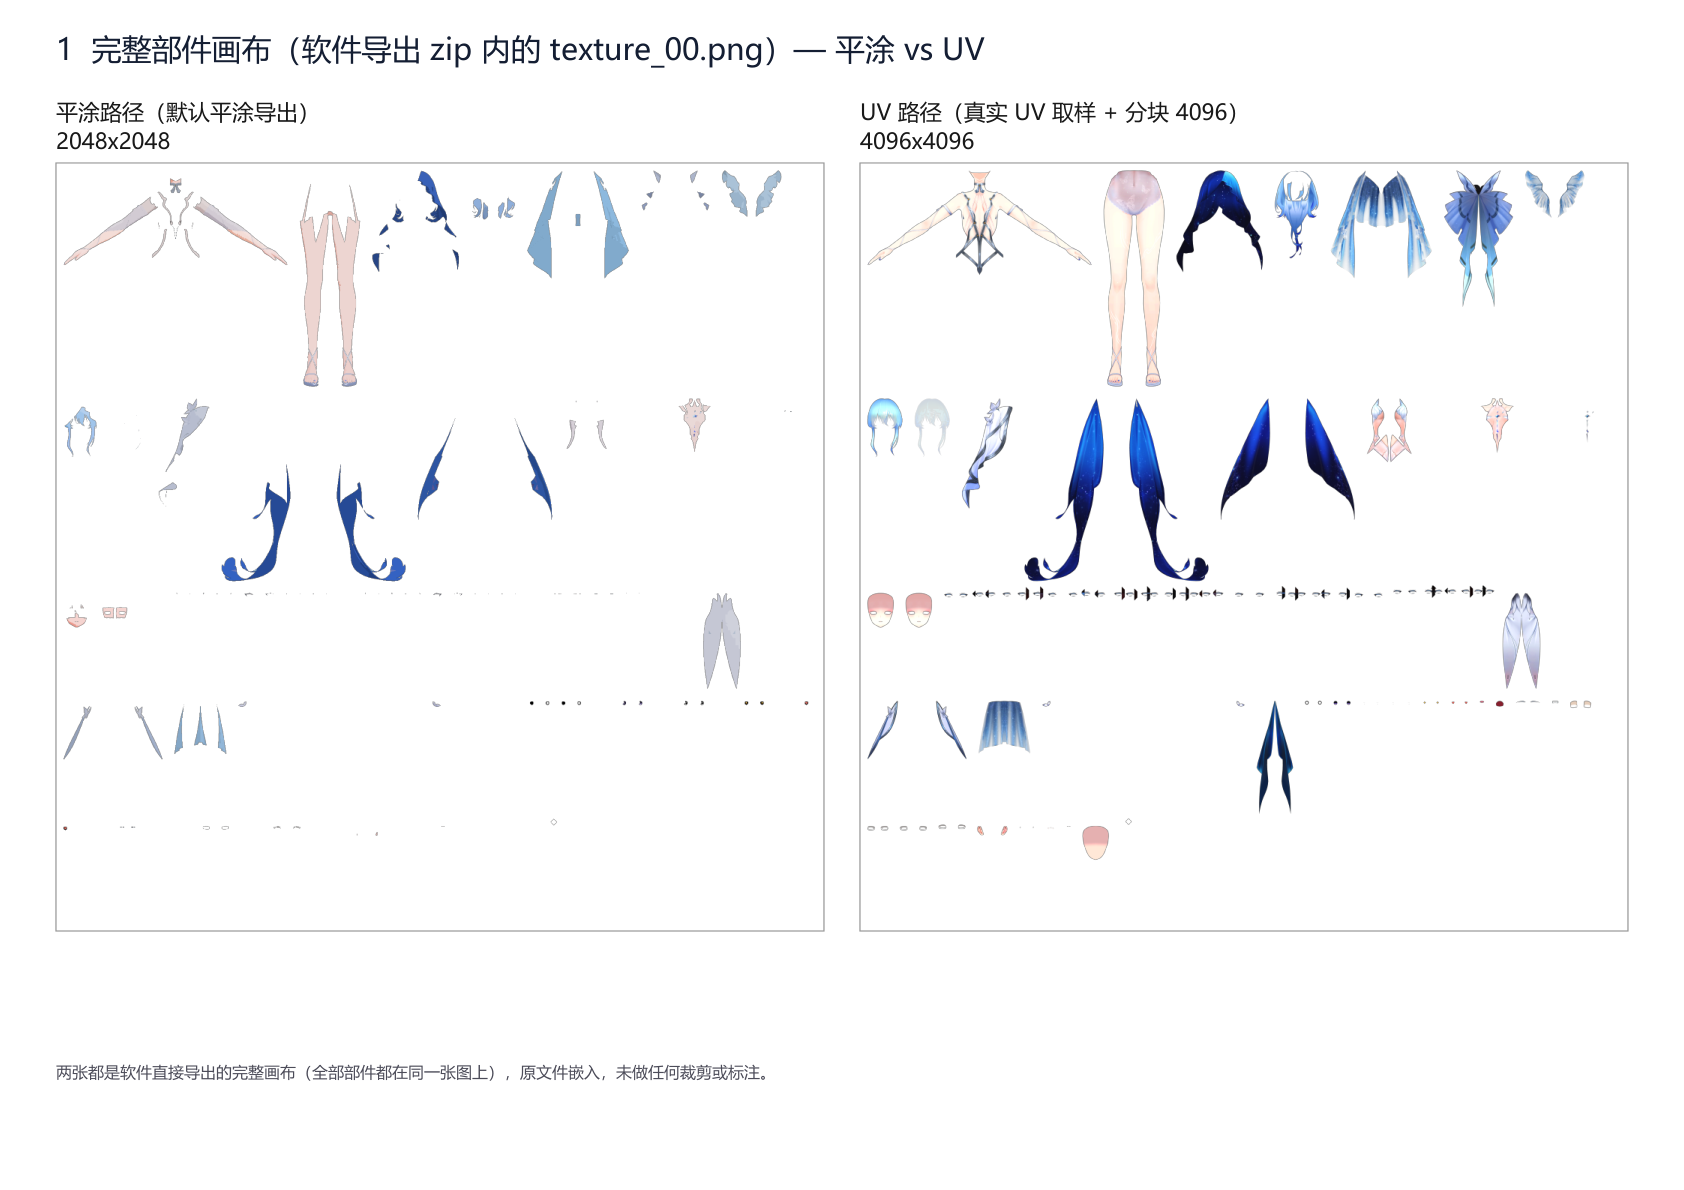 1 完整部件画布（软件导出 zip 内的 texture_00.png）— 平涂 vs UV
平涂路径（默认平涂导出）
2048x2048
UV 路径（真实 UV 取样 + 分块 4096）
4096x4096
两张都是软件直接导出的完整画布（全部部件都在同一张图上），原文件嵌入，未做任何裁剪或标注。